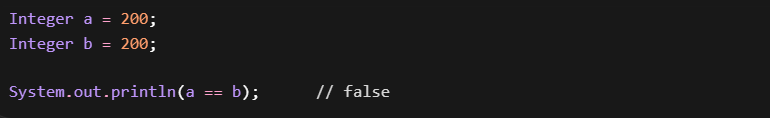 Integer a = 200;
Integer b = 200;
System.out.println(a == b);      // false